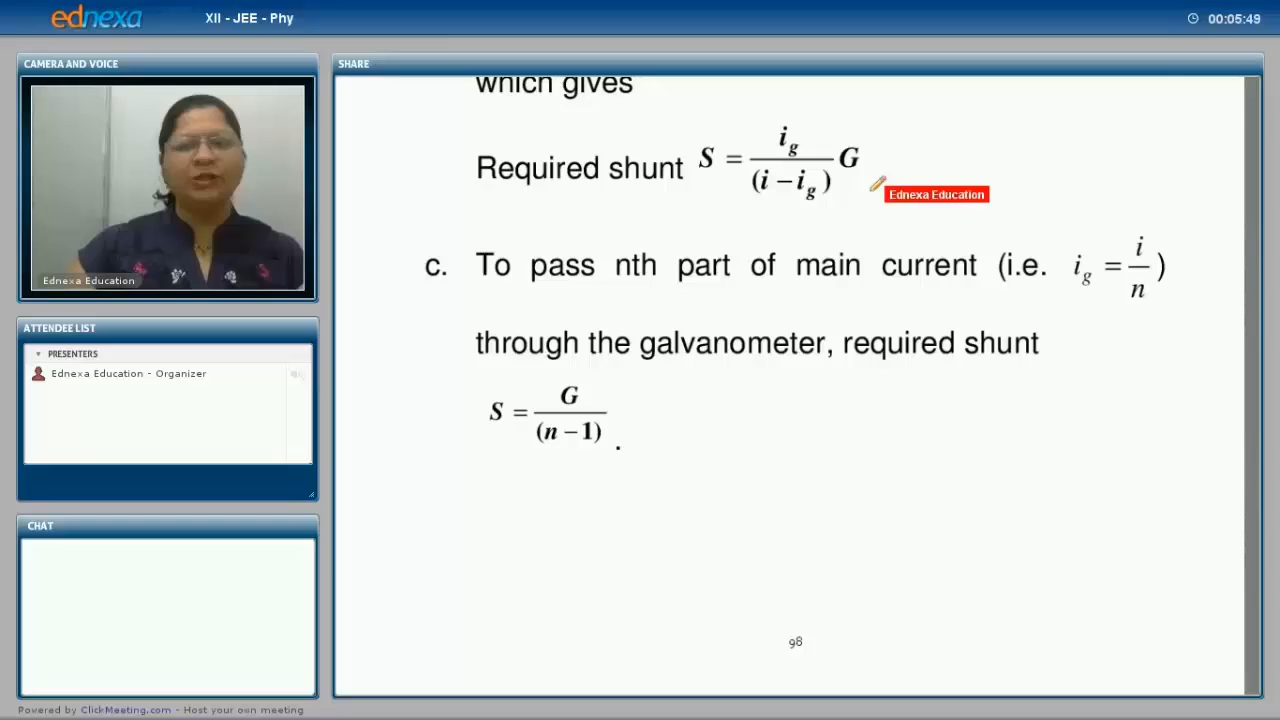 ednexa
XII - JEE - Phy
00:05:49
CAMERA AND VOICE
Ednexa Education
ATTENDEE LIST
PRESENTERS
Ednexa Education - Organizer
CHAT
SHARE
which gives
Required shunt S = i_g / (i − i_g) G
Ednexa Education
c. To pass nth part of main current (i.e. i_g = i / n )
through the galvanometer, required shunt
S = G / (n − 1) .
98
Powered by ClickMeeting.com - Host your own meeting